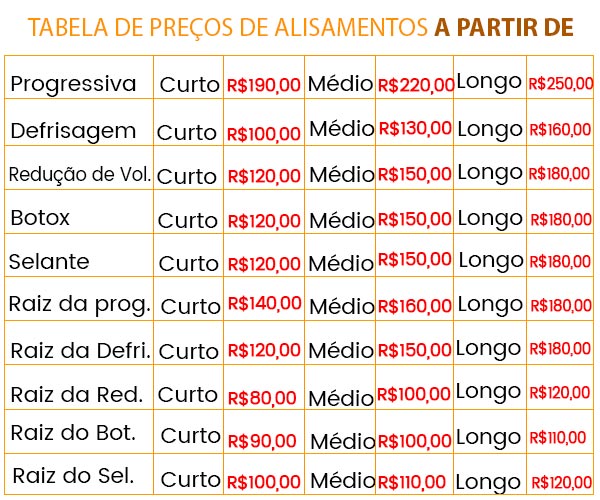 TABELA DE PREÇOS DE ALISAMENTOS A PARTIR DE
Progressiva Curto R$190,00 Médio R$220,00 Longo R$250,00
Defrisagem Curto R$100,00 Médio R$130,00 Longo R$160,00
Redução de Vol. Curto R$120,00 Médio R$150,00 Longo R$180,00
Botox Curto R$120,00 Médio R$150,00 Longo R$180,00
Selante Curto R$120,00 Médio R$150,00 Longo R$180,00
Raiz da prog. Curto R$140,00 Médio R$160,00 Longo R$180,00
Raiz da Defri. Curto R$120,00 Médio R$150,00 Longo R$180,00
Raiz da Red. Curto R$80,00 Médio R$100,00 Longo R$120,00
Raiz do Bot. Curto R$90,00 Médio R$100,00 Longo R$110,00
Raiz do Sel. Curto R$100,00 Médio R$110,00 Longo R$120,00